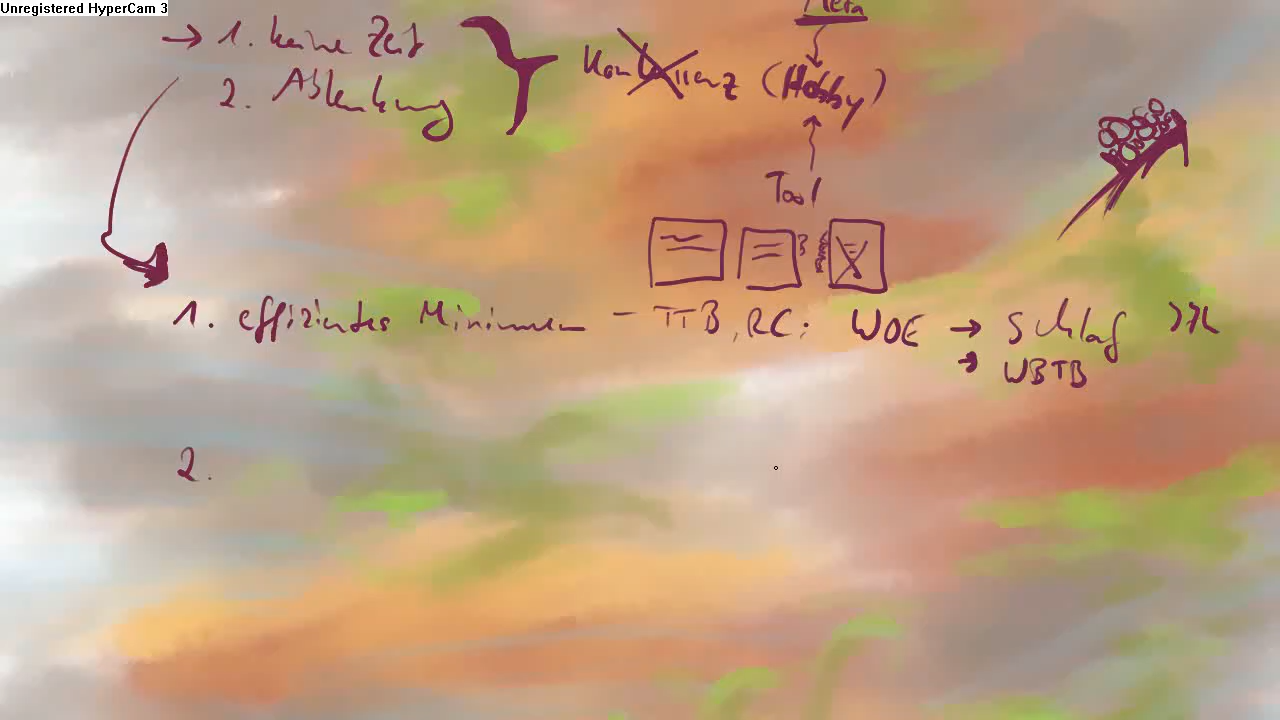 Unregistered HyperCam 3
Meta
→ 1. keine Zeit
2. Ablenkung
Konkurrenz (Hobby)
Tool
1. effizientes Minimum - TTB, RC; WOE → Schlaf >7h
→ WBTB
2.